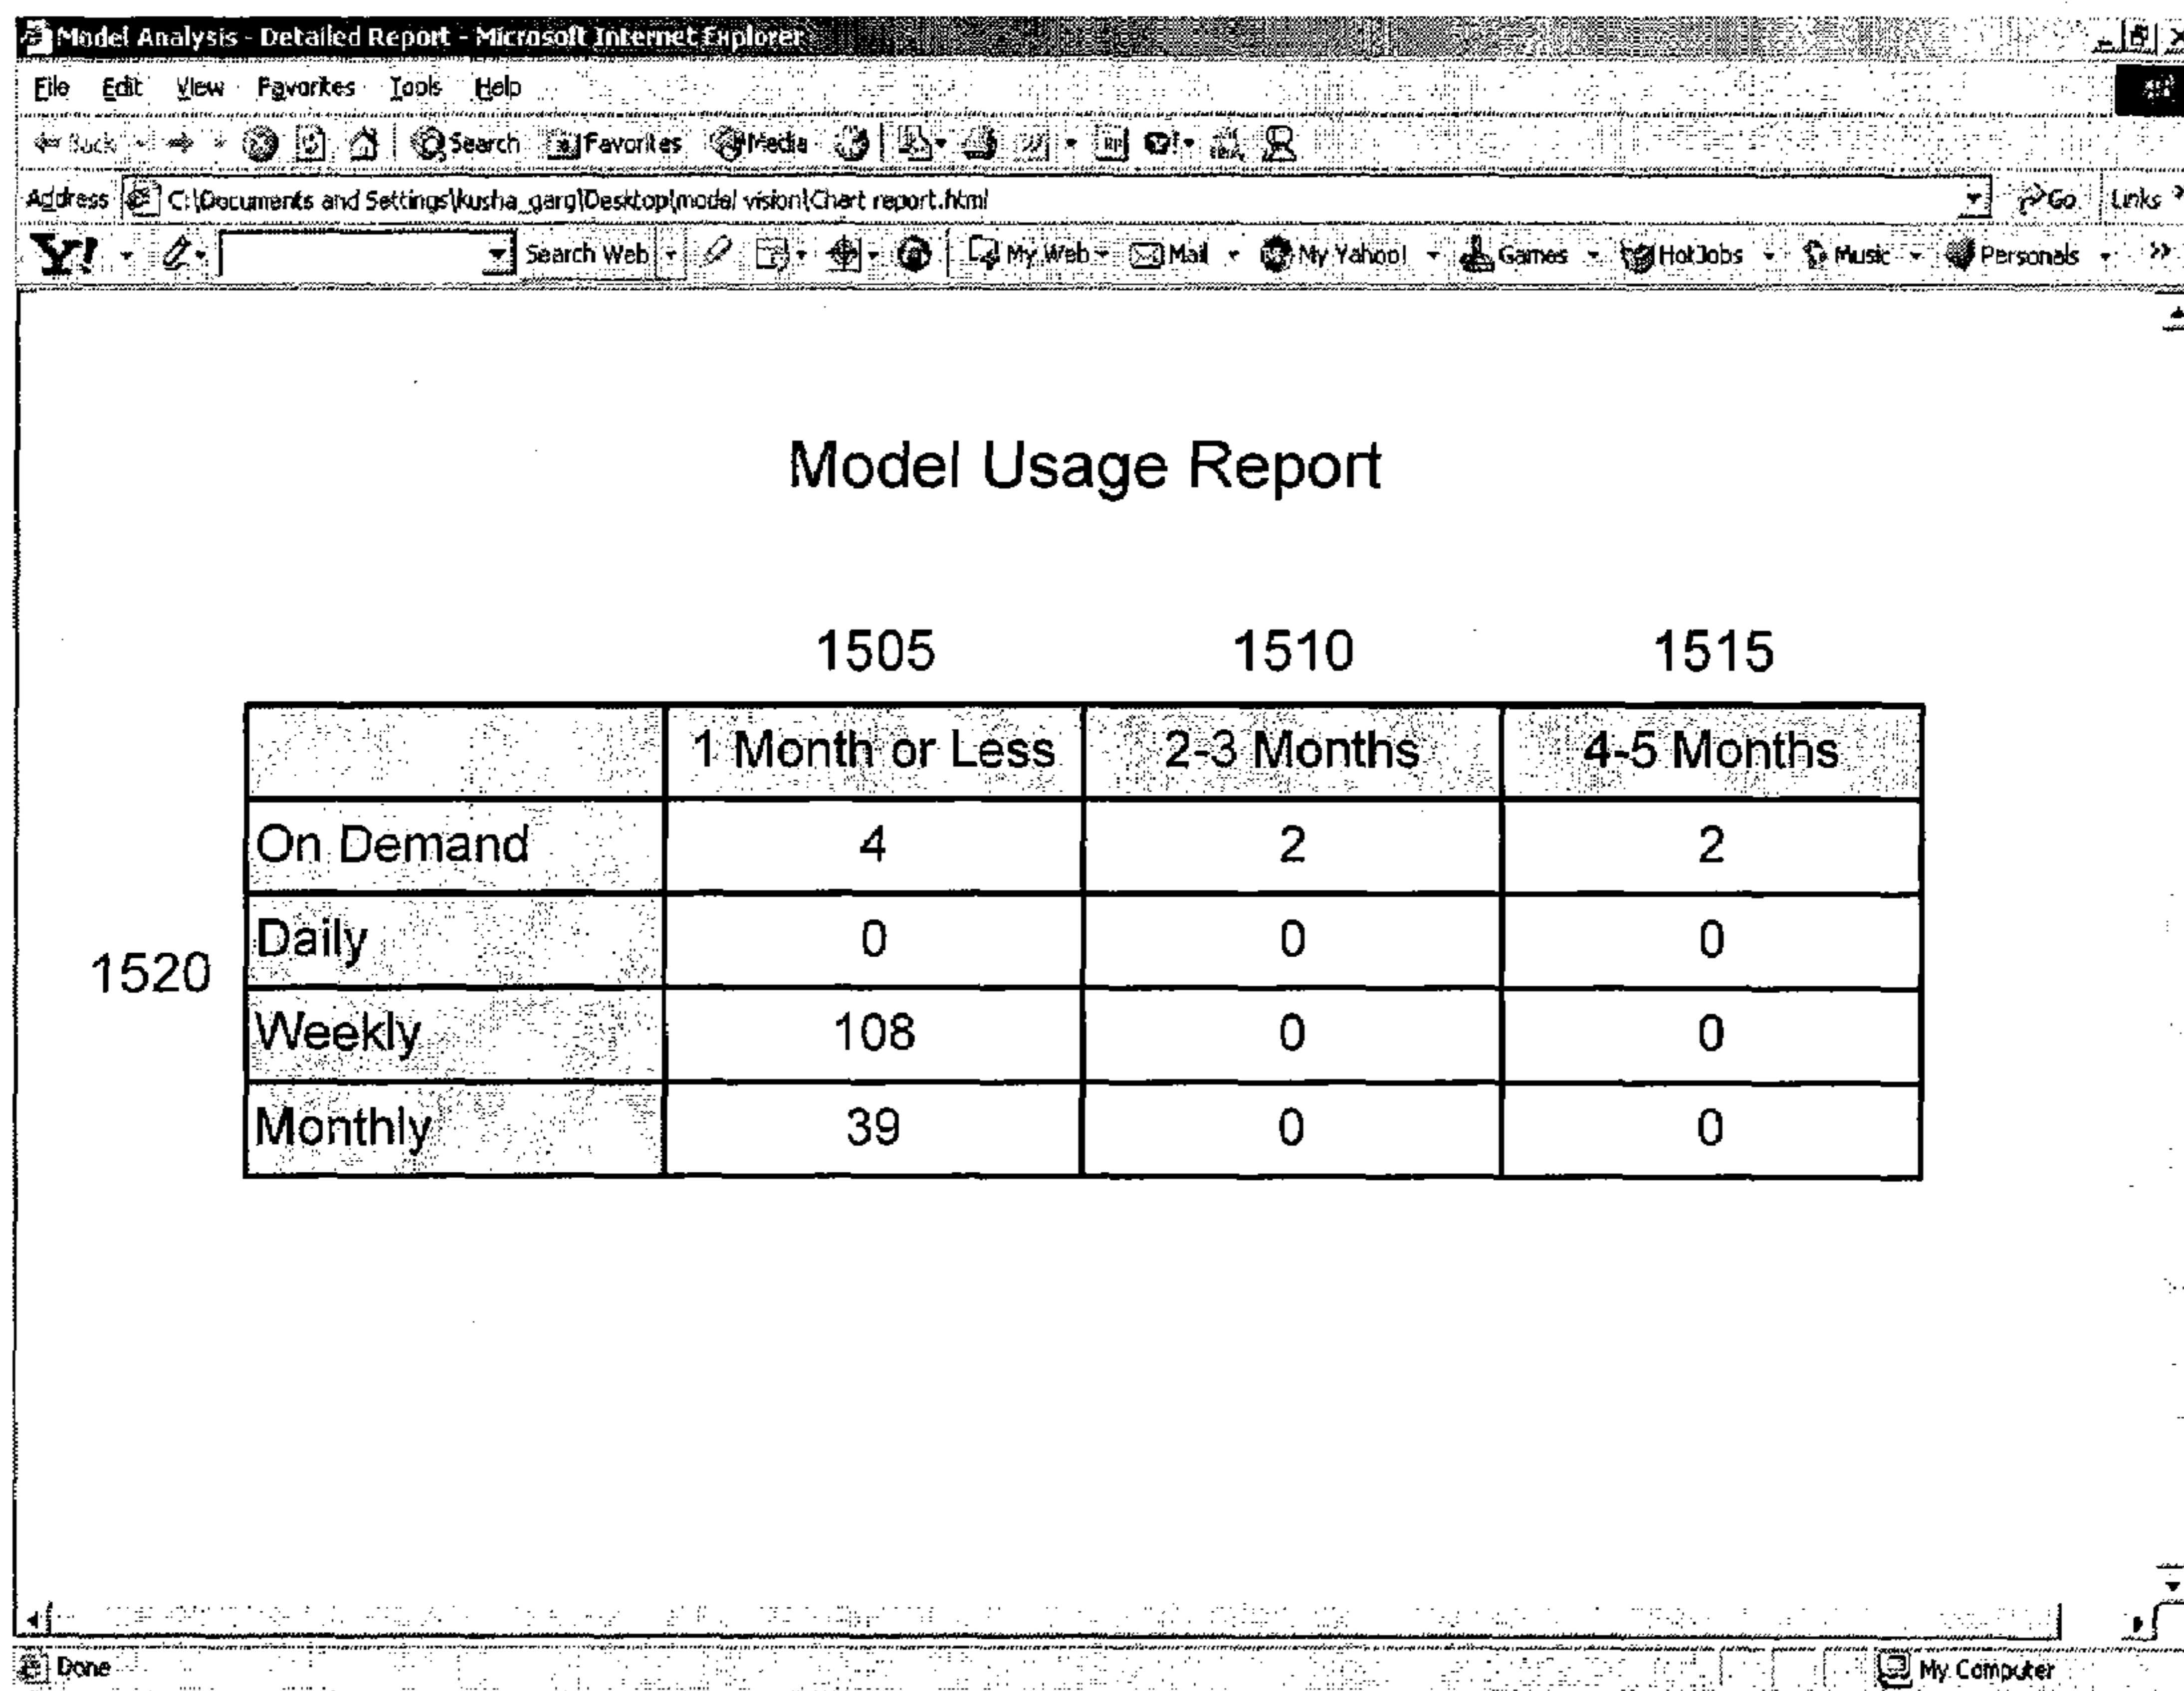 Model Analysis - Detailed Report - Microsoft Internet Explorer
File Edit View Favorites Tools Help
Back Search Favorites Media
Address C:\Documents and Settings\kusha_garg\Desktop\model vision\Chart report.html Go Links »
Y! Search Web My Web Mail My Yahoo! Games HotJobs Music Personals »
Model Usage Report
1505 1510 1515
1 Month or Less 2-3 Months 4-5 Months
On Demand 4 2 2
Daily 0 0 0
1520
Weekly 108 0 0
Monthly 39 0 0
Done My Computer